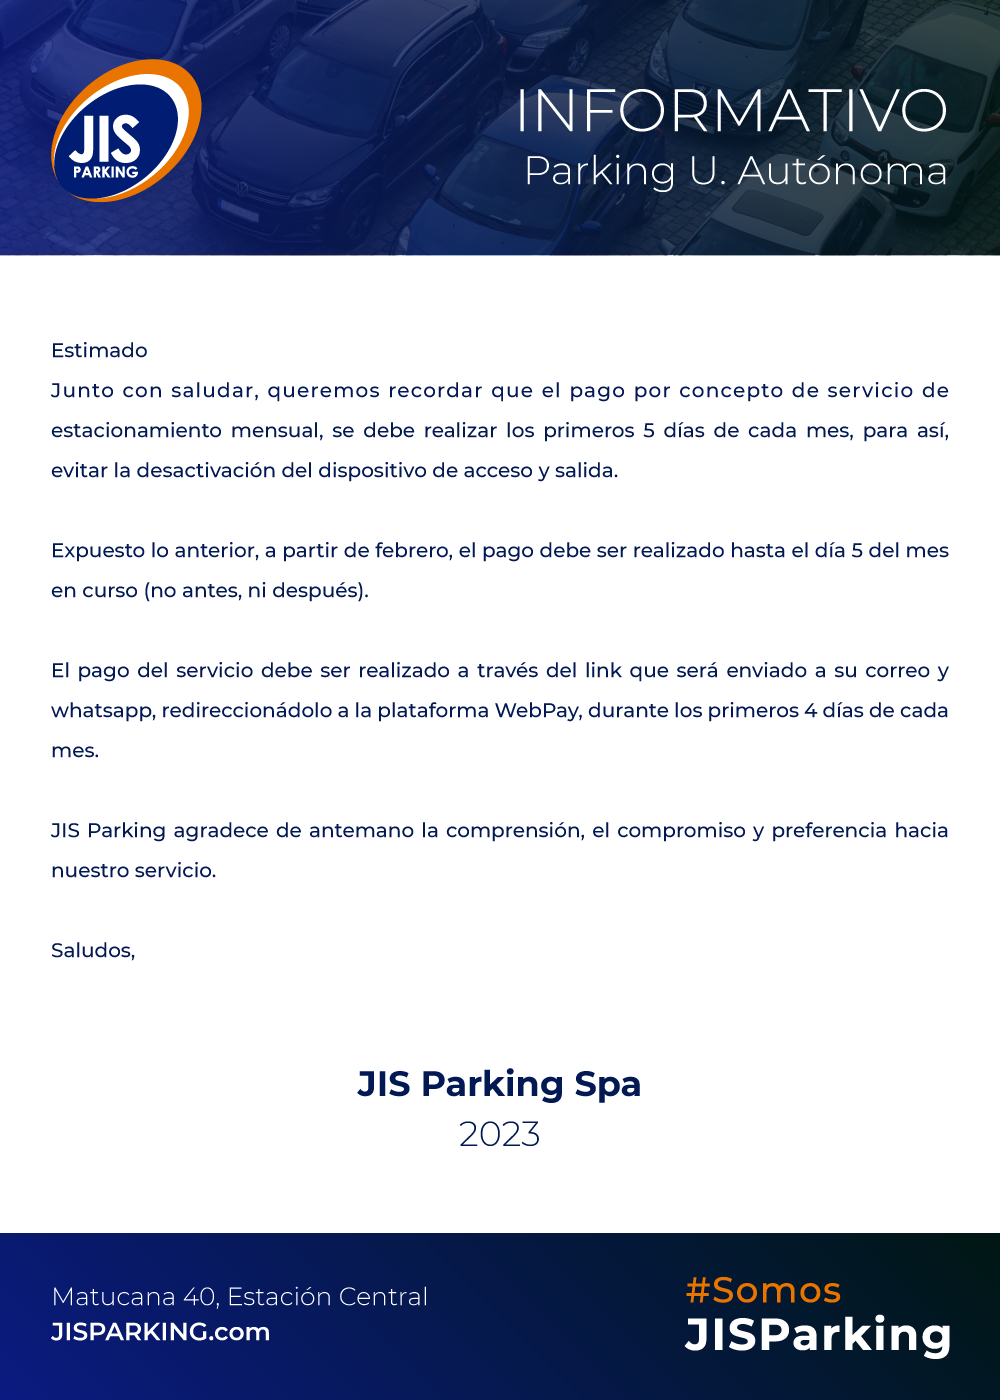 JIS
PARKING
INFORMATIVO
Parking U. Autónoma
Estimado
Junto con saludar, queremos recordar que el pago por concepto de servicio de
estacionamiento mensual, se debe realizar los primeros 5 días de cada mes, para así,
evitar la desactivación del dispositivo de acceso y salida.
Expuesto lo anterior, a partir de febrero, el pago debe ser realizado hasta el día 5 del mes
en curso (no antes, ni después).
El pago del servicio debe ser realizado a través del link que será enviado a su correo y
whatsapp, redireccionádolo a la plataforma WebPay, durante los primeros 4 días de cada
mes.
JIS Parking agradece de antemano la comprensión, el compromiso y preferencia hacia
nuestro servicio.
Saludos,
JIS Parking Spa
2023
Matucana 40, Estación Central
JISPARKING.com
#Somos
JISParking